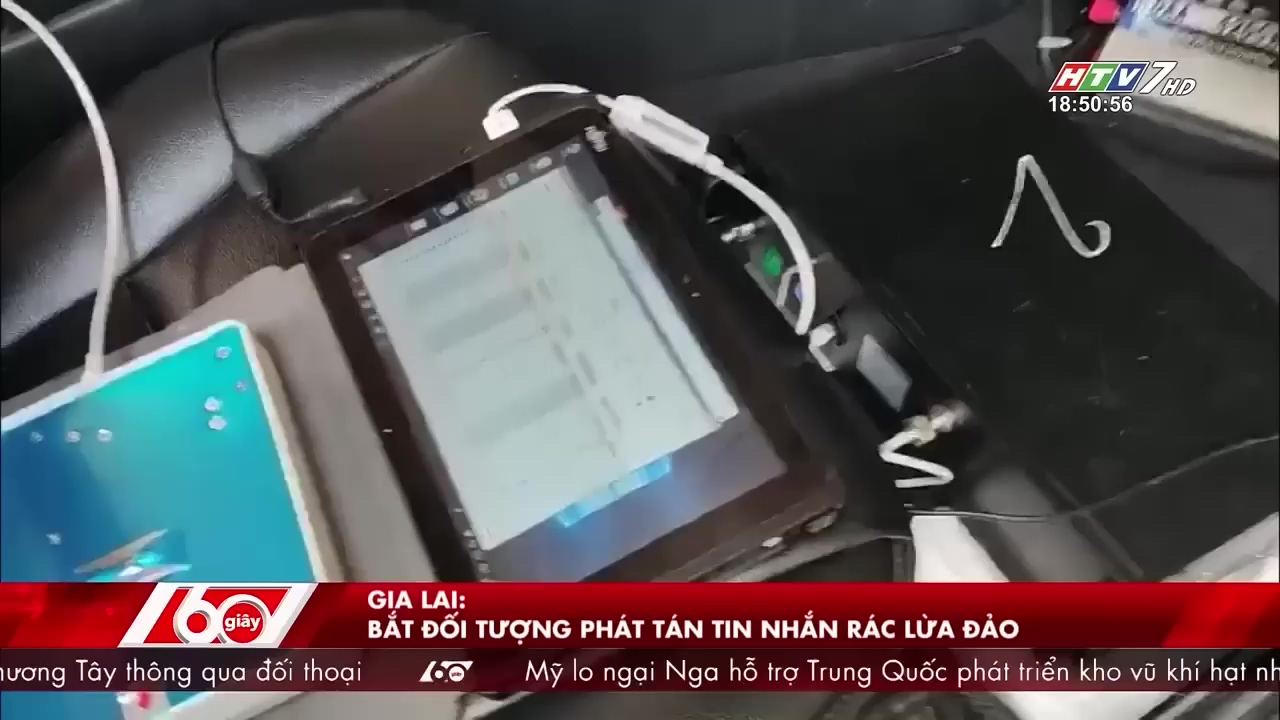 HTV7 HD
18:50:56
60 giây
GIA LAI:
BẮT ĐỐI TƯỢNG PHÁT TÁN TIN NHẮN RÁC LỪA ĐẢO
Tây thông qua đối thoại
60 giây
Mỹ lo ngại Nga hỗ trợ Trung Quốc phát triển kho vũ khí hạt